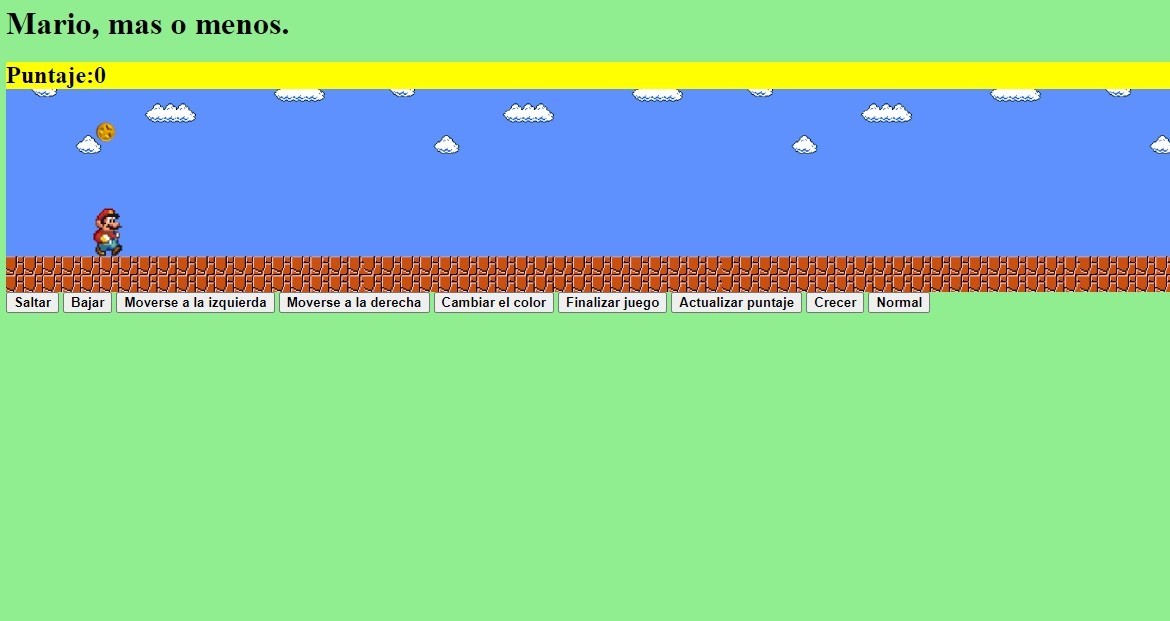 Mario, mas o menos.
Puntaje:0
Saltar Bajar Moverse a la izquierda Moverse a la derecha Cambiar el color Finalizar juego Actualizar puntaje Crecer Normal